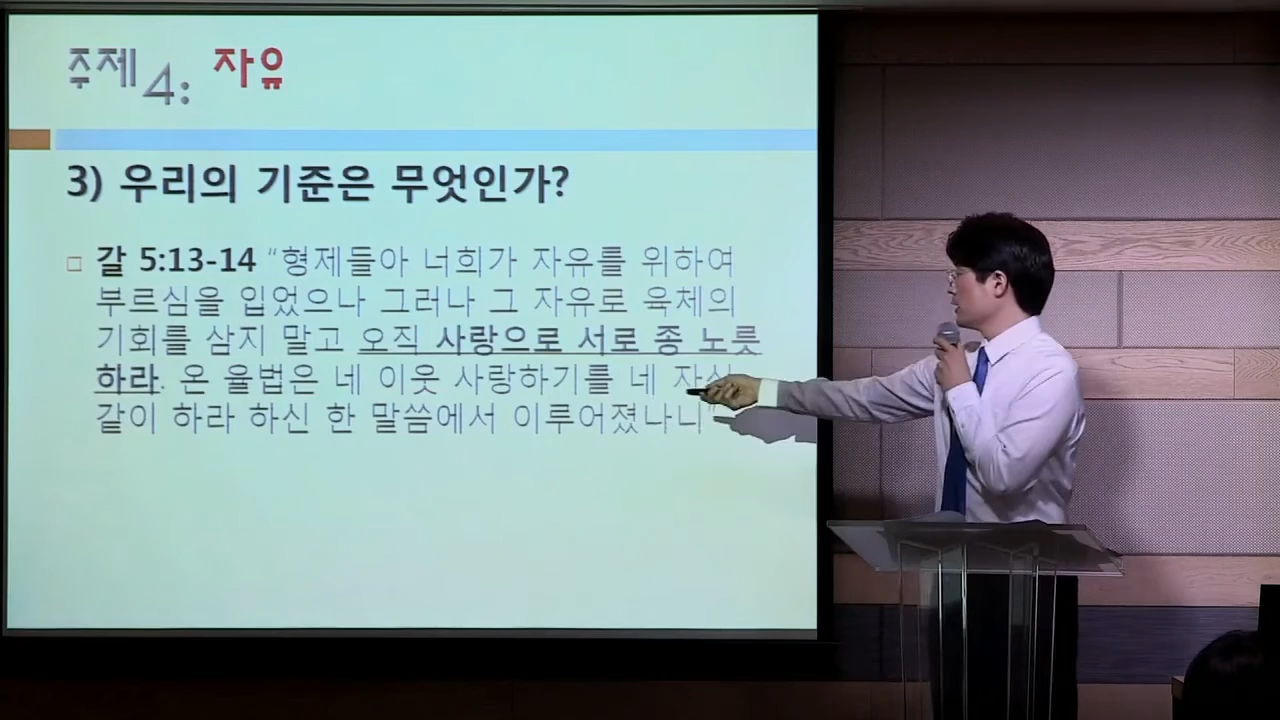 주제 4: 자유
3) 우리의 기준은 무엇인가?
갈 5:13-14 “형제들아 너희가 자유를 위하여
부르심을 입었으나 그러나 그 자유로 육체의
기회를 삼지 말고 오직 사랑으로 서로 종 노릇
하라. 온 율법은 네 이웃 사랑하기를 네 자신
같이 하라 하신 한 말씀에서 이루어졌나니”